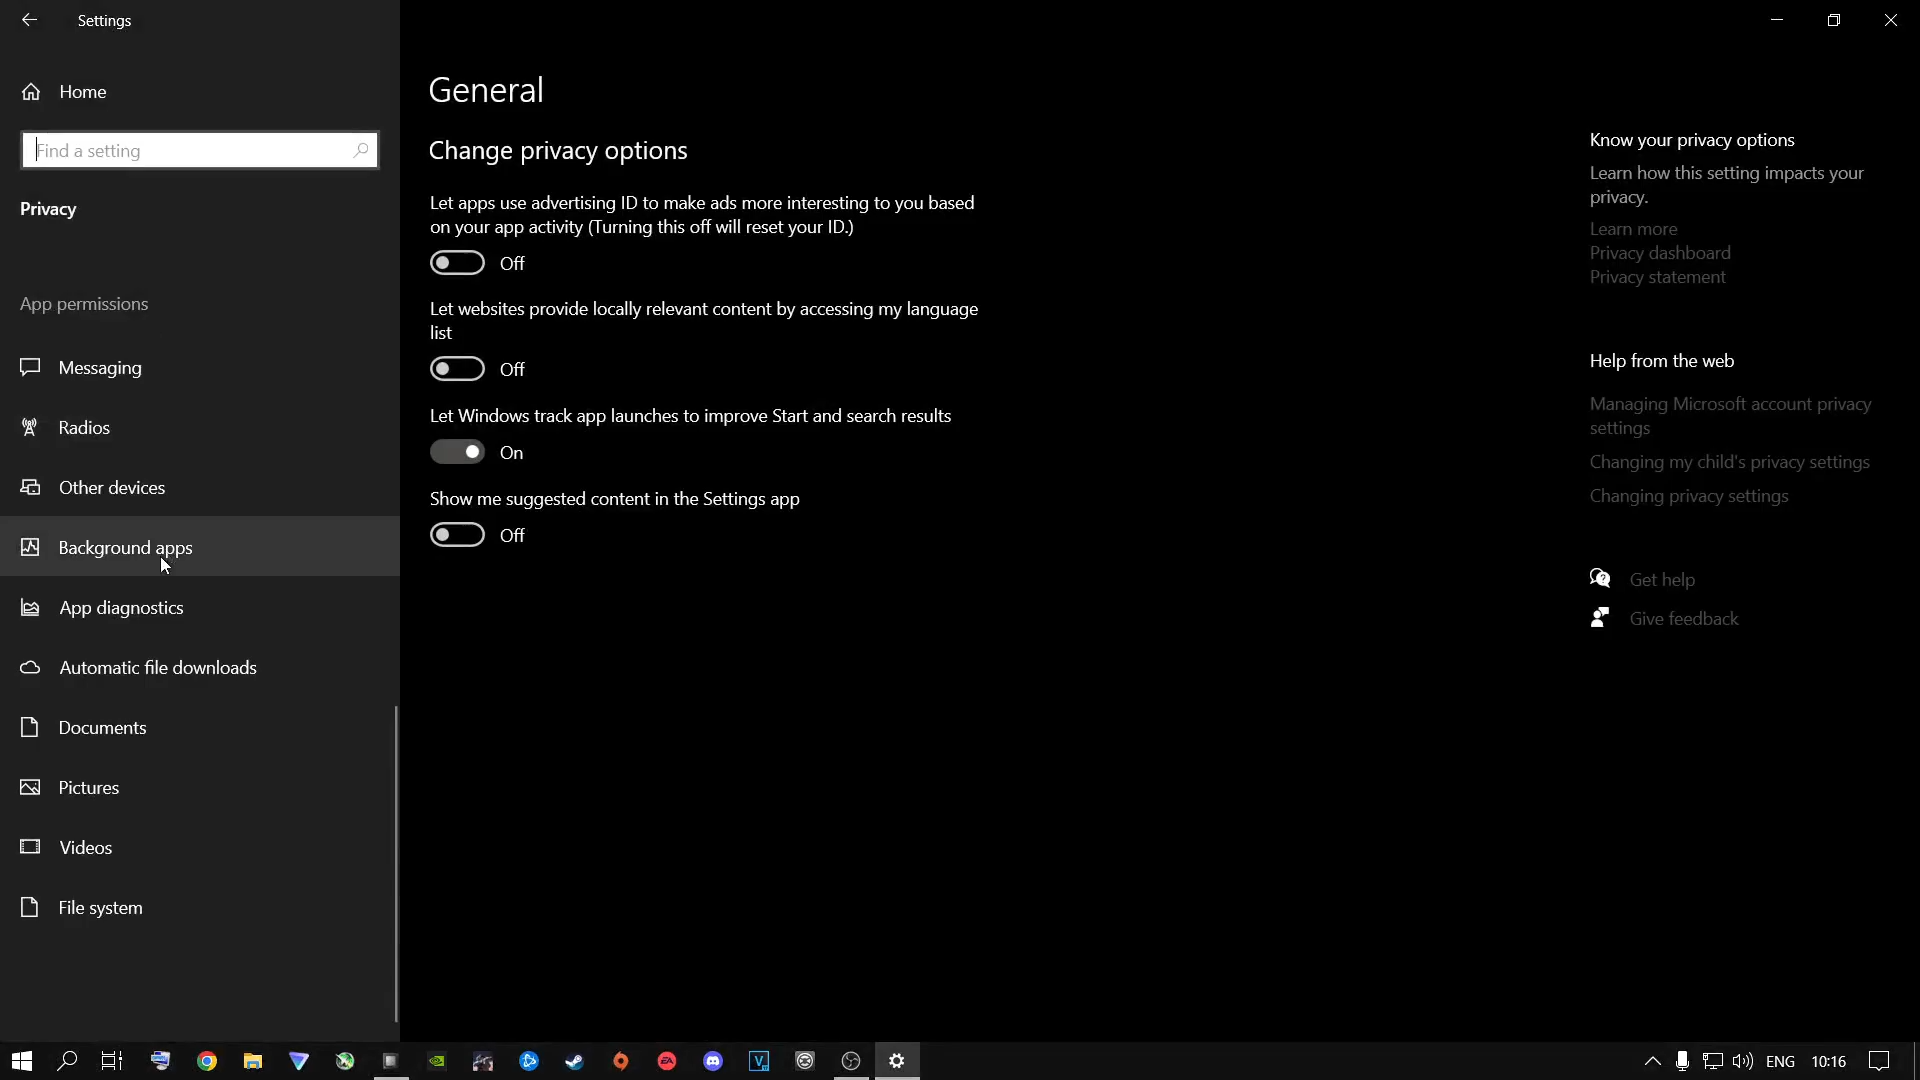 Settings
Home
Find a setting
Privacy
App permissions
Messaging
Radios
Other devices
Background apps
App diagnostics
Automatic file downloads
Documents
Pictures
Videos
File system
General
Change privacy options
Let apps use advertising ID to make ads more interesting to you based
on your app activity (Turning this off will reset your ID.)
Off
Let websites provide locally relevant content by accessing my language
list
Off
Let Windows track app launches to improve Start and search results
On
Show me suggested content in the Settings app
Off
Know your privacy options
Learn how this setting impacts your
privacy.
Learn more
Privacy dashboard
Privacy statement
Help from the web
Managing Microsoft account privacy
settings
Changing my child's privacy settings
Changing privacy settings
Get help
Give feedback
EA
V
ENG
10:16